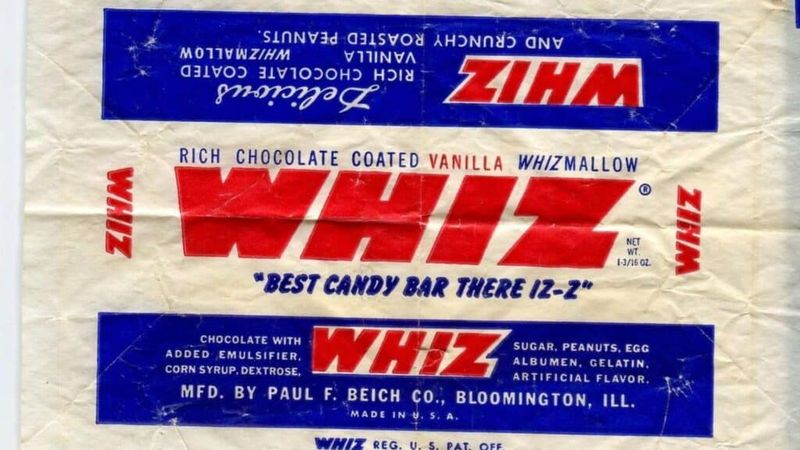 Delicious
RICH CHOCOLATE COATED
VANILLA WHIZMALLOW
AND CRUNCHY ROASTED PEANUTS.
WHIZ
RICH CHOCOLATE COATED VANILLA WHIZMALLOW
WHIZ
WHIZ®
WHIZ
NET
WT.
1-3/16 OZ.
"BEST CANDY BAR THERE IZ-Z"
CHOCOLATE WITH
ADDED EMULSIFIER,
CORN SYRUP, DEXTROSE,
WHIZ
SUGAR, PEANUTS, EGG
ALBUMEN, GELATIN,
ARTIFICIAL FLAVOR.
MFD. BY PAUL F. BEICH CO., BLOOMINGTON, ILL.
MADE IN U. S. A.
WHIZ REG. U. S. PAT. OFF.